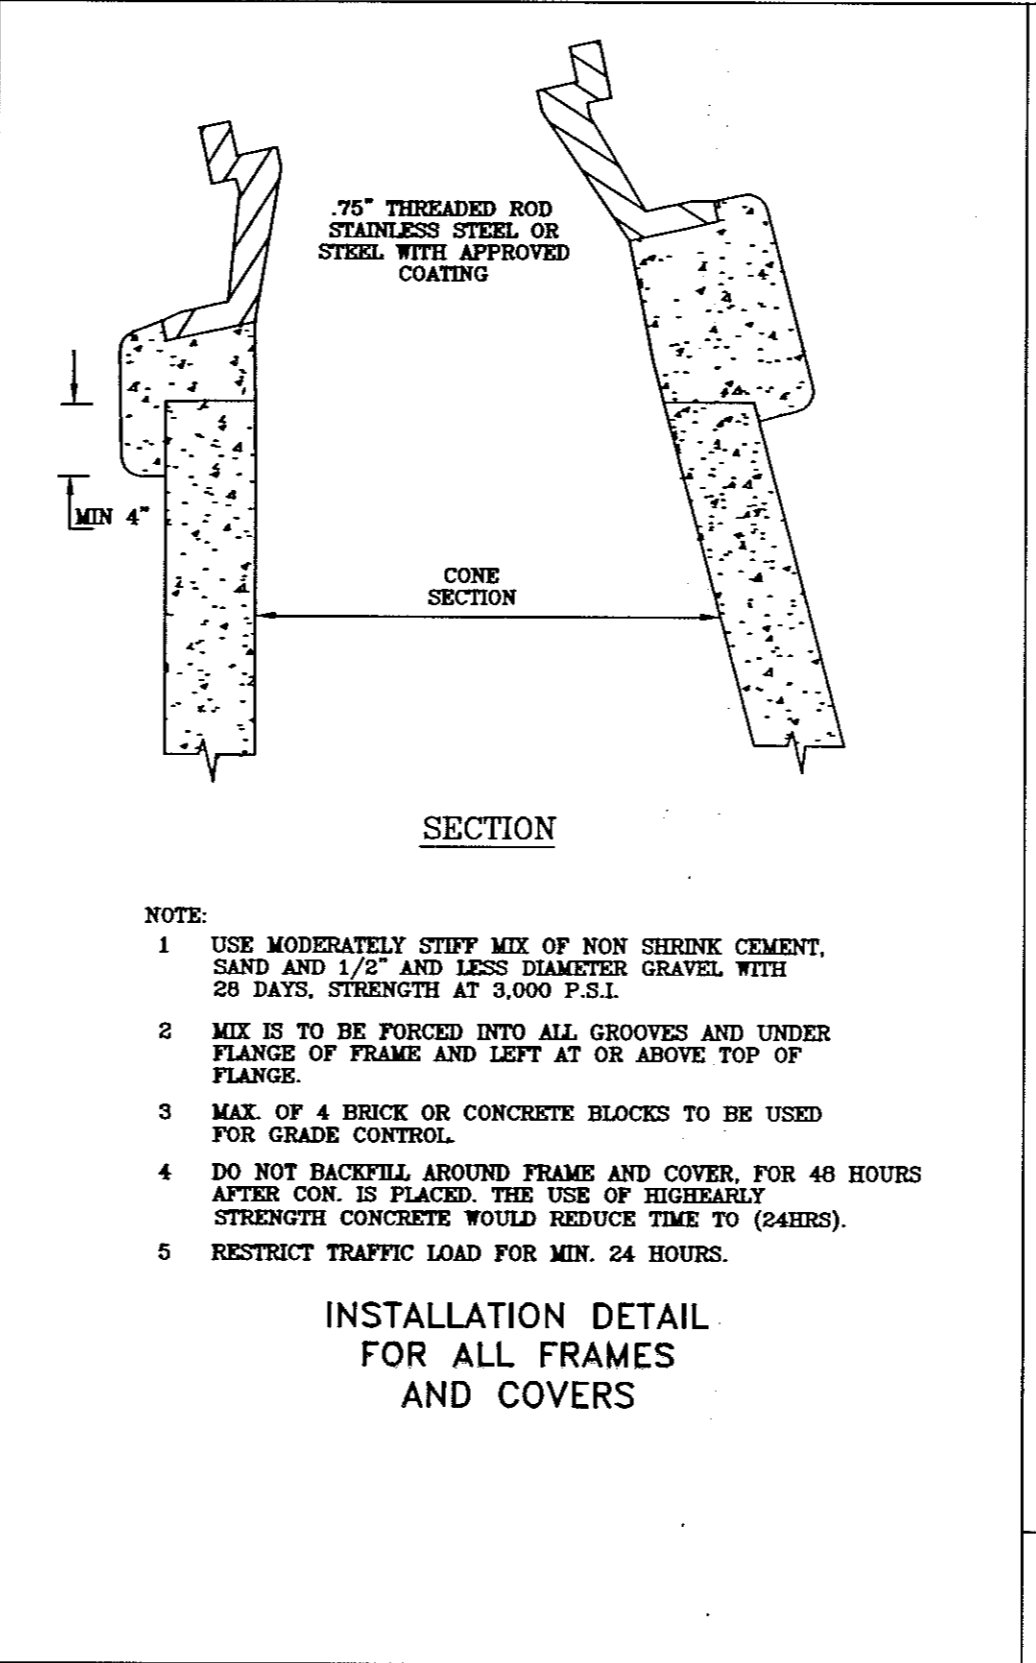 .75" THREADED ROD
STAINLESS STEEL OR
STEEL WITH APPROVED
COATING
MIN 4"
CONE
SECTION
SECTION
NOTE:
1 USE MODERATELY STIFF MIX OF NON SHRINK CEMENT,
SAND AND 1/2" AND LESS DIAMETER GRAVEL WITH
28 DAYS, STRENGTH AT 3,000 P.S.I.
2 MIX IS TO BE FORCED INTO ALL GROOVES AND UNDER
FLANGE OF FRAME AND LEFT AT OR ABOVE TOP OF
FLANGE.
3 MAX. OF 4 BRICK OR CONCRETE BLOCKS TO BE USED
FOR GRADE CONTROL.
4 DO NOT BACKFILL AROUND FRAME AND COVER, FOR 48 HOURS
AFTER CON. IS PLACED. THE USE OF HIGHEARLY
STRENGTH CONCRETE WOULD REDUCE TIME TO (24HRS).
5 RESTRICT TRAFFIC LOAD FOR MIN. 24 HOURS.
INSTALLATION DETAIL
FOR ALL FRAMES
AND COVERS